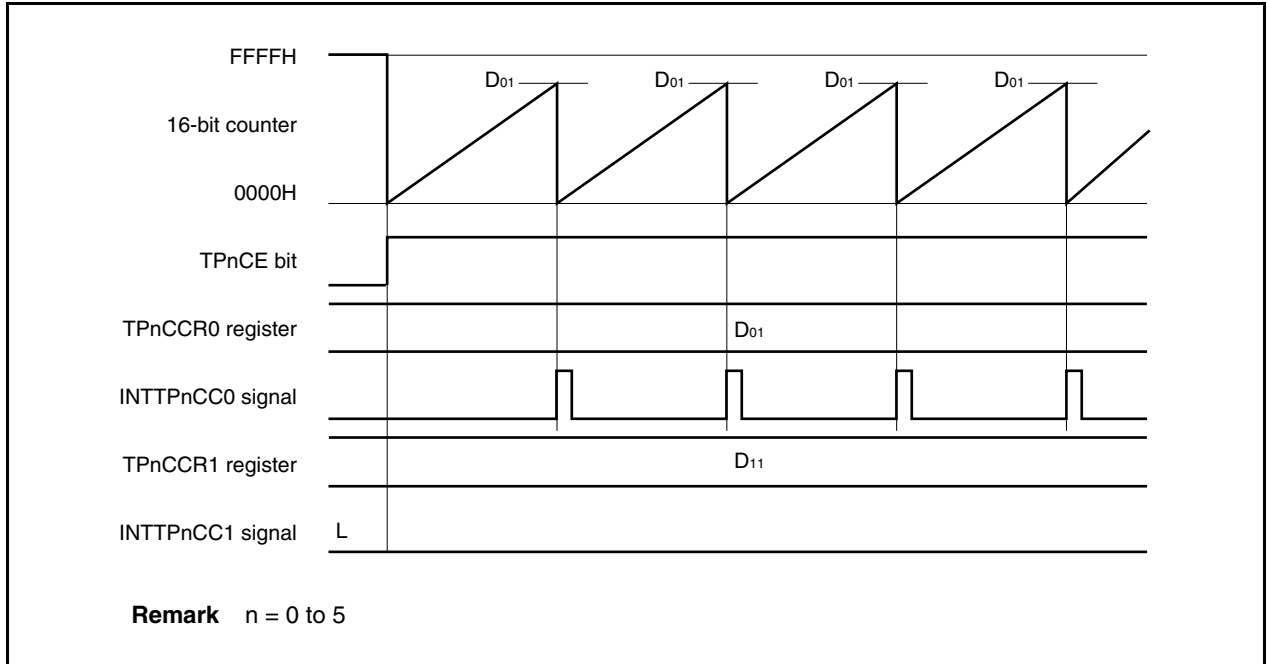 FFFFH
D01 D01 D01 D01
16-bit counter
0000H
TPnCE bit
TPnCCR0 register D01
INTTPnCC0 signal
TPnCCR1 register D11
INTTPnCC1 signal L
Remark n = 0 to 5